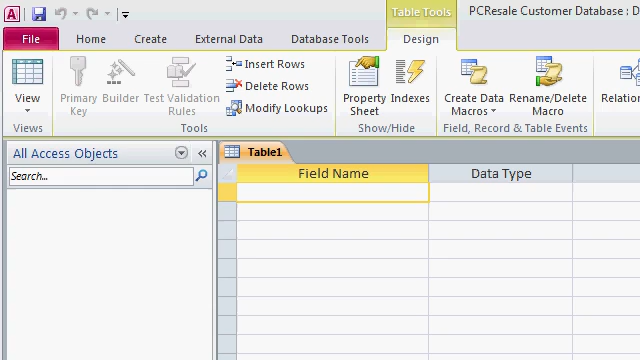 Table Tools PCResale Customer Database : D
File Home Create External Data Database Tools Design
View Primary Key Builder Test Validation Rules Insert Rows Delete Rows Modify Lookups Property Sheet Indexes Create Data Macros Rename/Delete Macro Relation
Views Tools Show/Hide Field, Record & Table Events
All Access Objects Table1
Search... Field Name Data Type